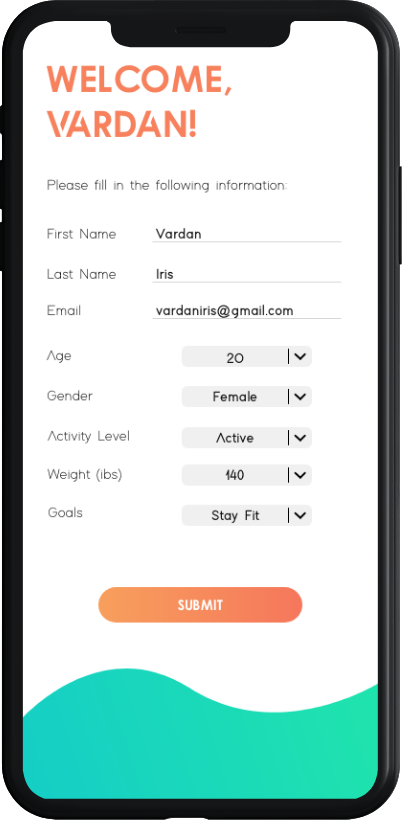 WELCOME,
VARDAN!
Please fill in the following information:
First Name Vardan
Last Name Iris
Email vardaniris@gmail.com
Age 20
Gender Female
Activity Level Active
Weight (ibs) 140
Goals Stay Fit
SUBMIT